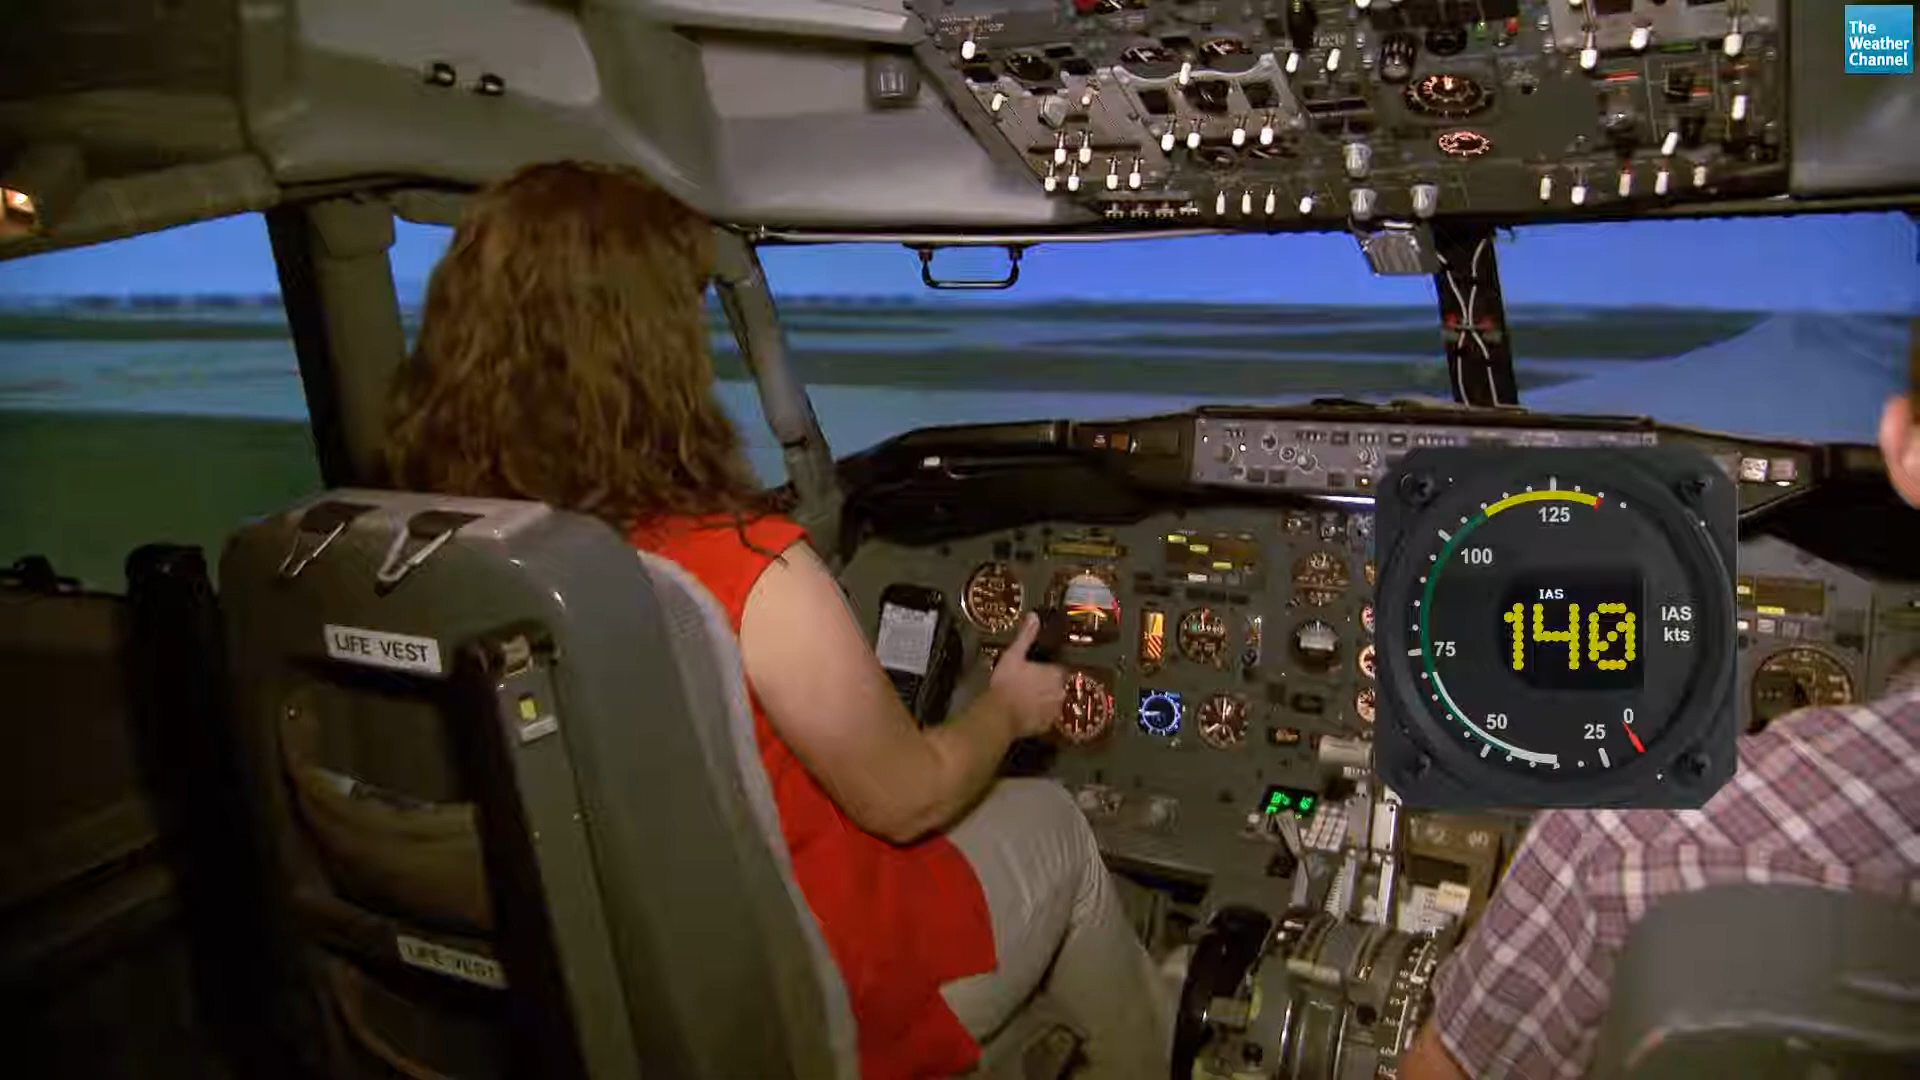 The
Weather
Channel
LIFE VEST
125
100
IAS
140
IAS
kts
75
50
25
0
LIFE VEST